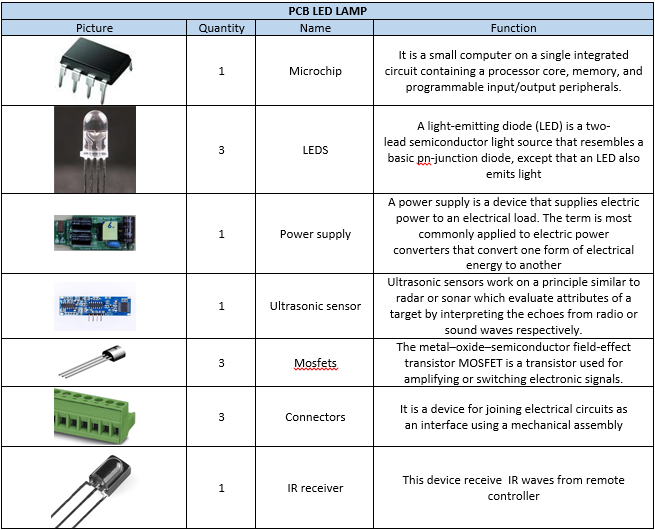 PCB LED LAMP
Picture Quantity Name Function
1 Microchip It is a small computer on a single integrated
circuit containing a processor core, memory, and
programmable input/output peripherals.
3 LEDS A light-emitting diode (LED) is a two-
lead semiconductor light source that resembles a
basic pn-junction diode, except that an LED also
emits light
1 Power supply A power supply is a device that supplies electric
power to an electrical load. The term is most
commonly applied to electric power
converters that convert one form of electrical
energy to another
1 Ultrasonic sensor Ultrasonic sensors work on a principle similar to
radar or sonar which evaluate attributes of a
target by interpreting the echoes from radio or
sound waves respectively.
3 Mosfets The metal–oxide–semiconductor field-effect
transistor MOSFET is a transistor used for
amplifying or switching electronic signals.
3 Connectors It is a device for joining electrical circuits as
an interface using a mechanical assembly
1 IR receiver This device receive IR waves from remote
controller